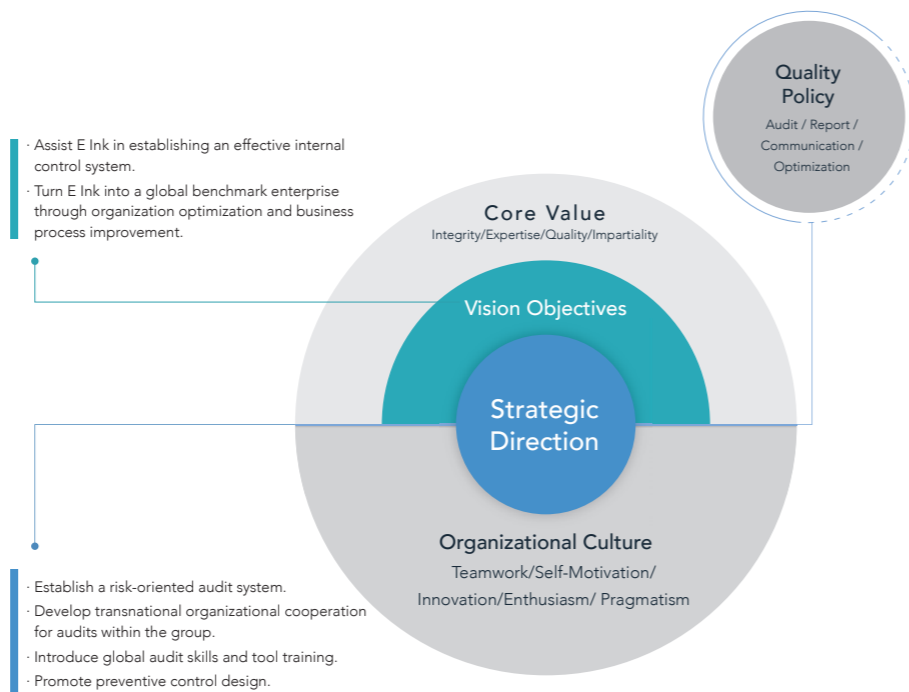 Quality
Policy
Audit / Report /
Communication /
Optimization
· Assist E Ink in establishing an effective internal
control system.
· Turn E Ink into a global benchmark enterprise
through organization optimization and business
process improvement.
Core Value
Integrity/Expertise/Quality/Impartiality
Vision Objectives
Strategic
Direction
Organizational Culture
Teamwork/Self-Motivation/
Innovation/Enthusiasm/ Pragmatism
· Establish a risk-oriented audit system.
· Develop transnational organizational cooperation
for audits within the group.
· Introduce global audit skills and tool training.
· Promote preventive control design.